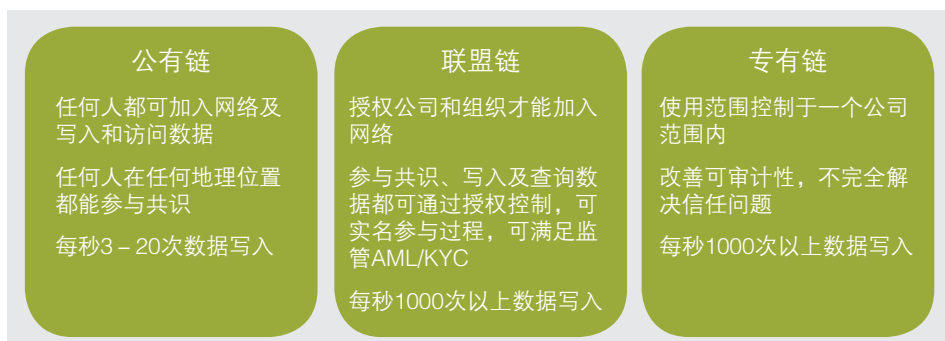 公有链
任何人都可加入网络及
写入和访问数据
任何人在任何地理位置
都能参与共识
每秒3–20次数据写入
联盟链
授权公司和组织才能加入
网络
参与共识、写入及查询数
据都可通过授权控制，可
实名参与过程，可满足监
管AML/KYC
每秒1000次以上数据写入
专有链
使用范围控制于一个公司
范围内
改善可审计性，不完全解
决信任问题
每秒1000次以上数据写入